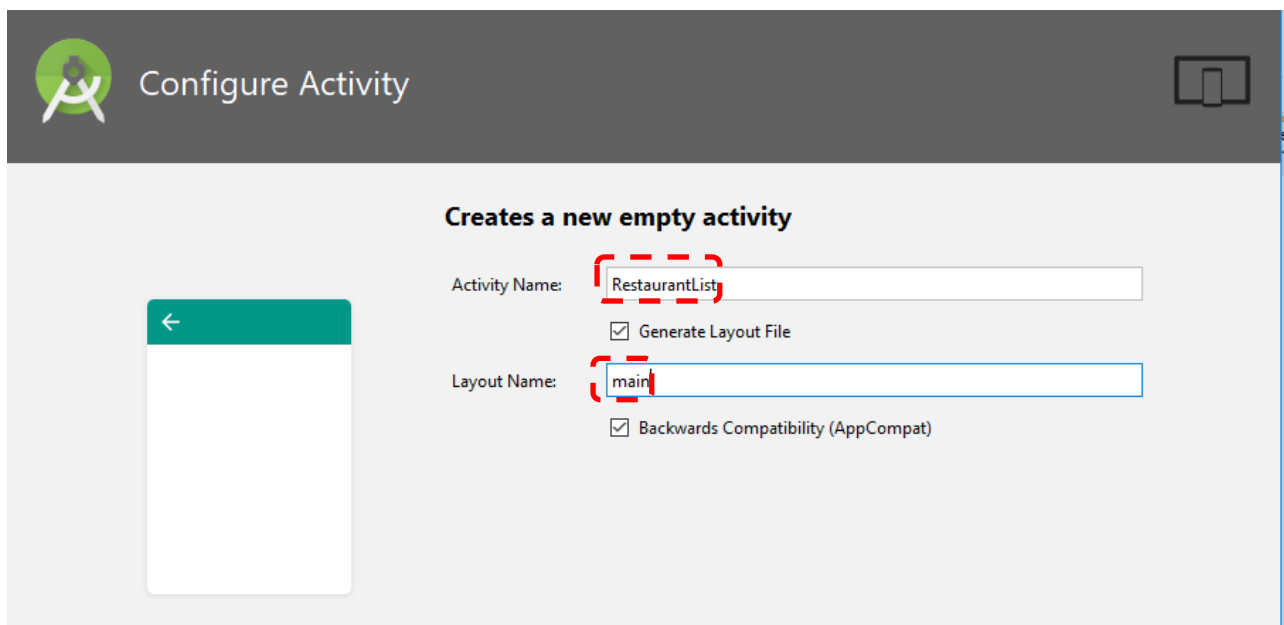 Configure Activity
Creates a new empty activity
Activity Name: RestaurantList
Generate Layout File
Layout Name: main
Backwards Compatibility (AppCompat)